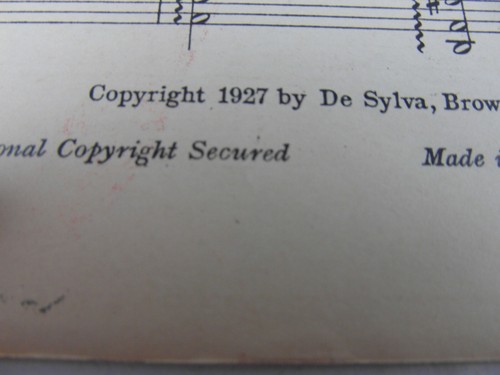 Copyright 1927 by De Sylva, Brow
onal Copyright Secured Made i